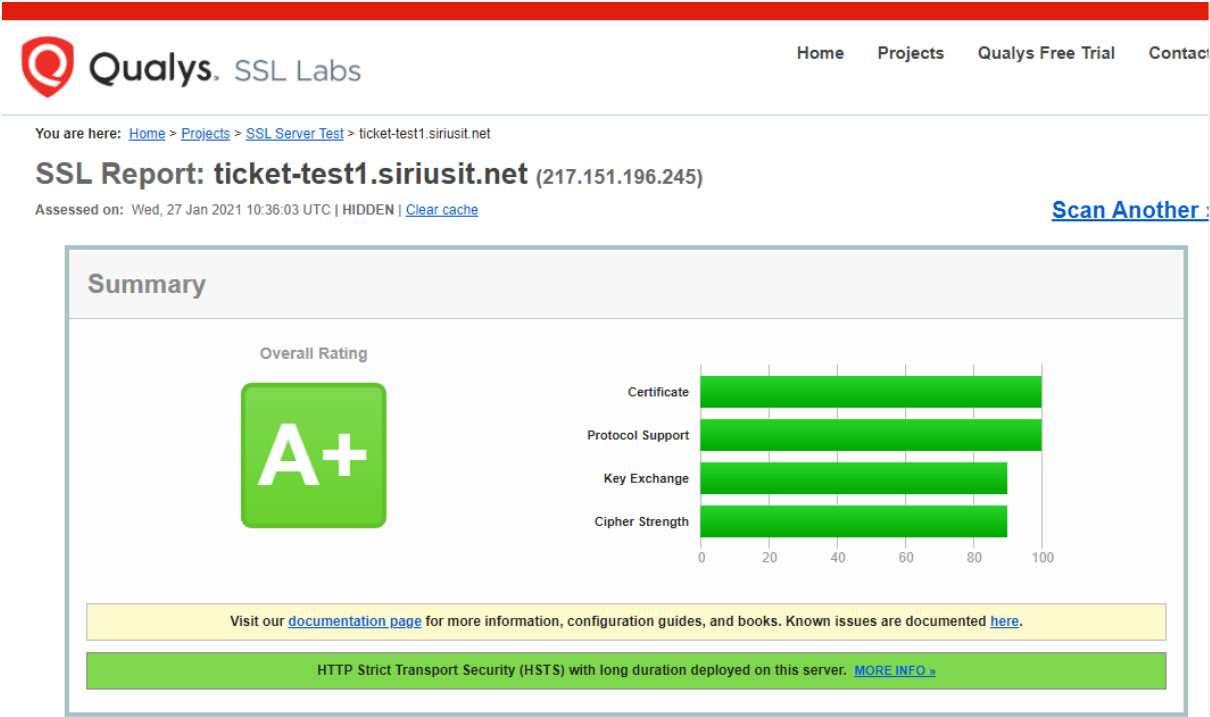 Qualys. SSL Labs
Home Projects Qualys Free Trial Contact
You are here: Home > Projects > SSL Server Test > ticket-test1.siriusit.net
SSL Report: ticket-test1.siriusit.net (217.151.196.245)
Assessed on: Wed, 27 Jan 2021 10:36:03 UTC | HIDDEN | Clear cache
Scan Another »
Summary
Overall Rating
A+
Certificate
Protocol Support
Key Exchange
Cipher Strength
0 20 40 60 80 100
Visit our documentation page for more information, configuration guides, and books. Known issues are documented here.
HTTP Strict Transport Security (HSTS) with long duration deployed on this server. MORE INFO »